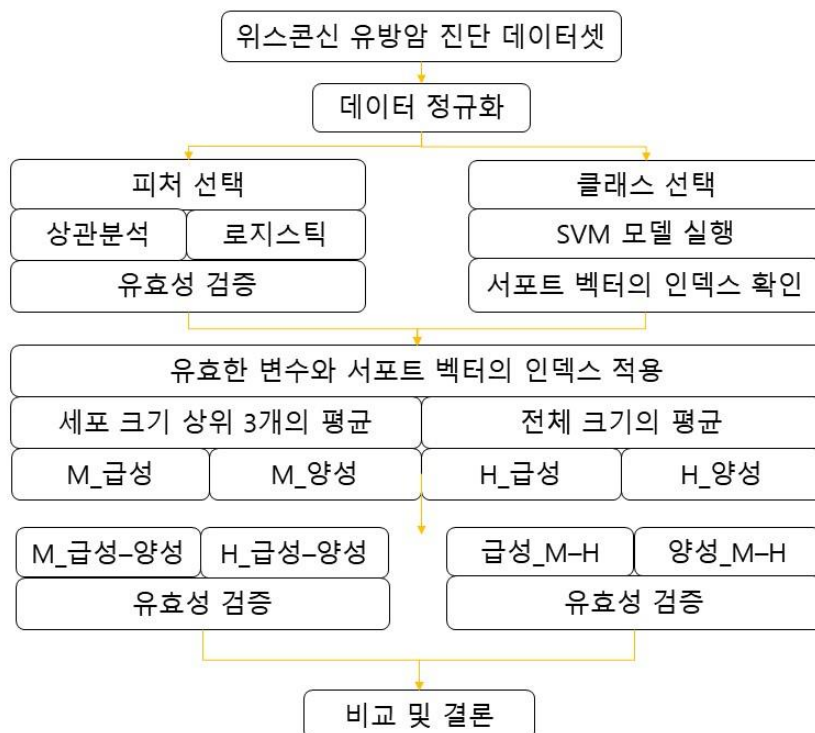 위스콘신 유방암 진단 데이터셋
데이터 정규화
피처 선택
상관분석
로지스틱
유효성 검증
클래스 선택
SVM 모델 실행
서포트 벡터의 인덱스 확인
유효한 변수와 서포트 벡터의 인덱스 적용
세포 크기 상위 3개의 평균
전체 크기의 평균
M_급성
M_양성
H_급성
H_양성
M_급성–양성
H_급성–양성
유효성 검증
급성_M–H
양성_M–H
유효성 검증
비교 및 결론